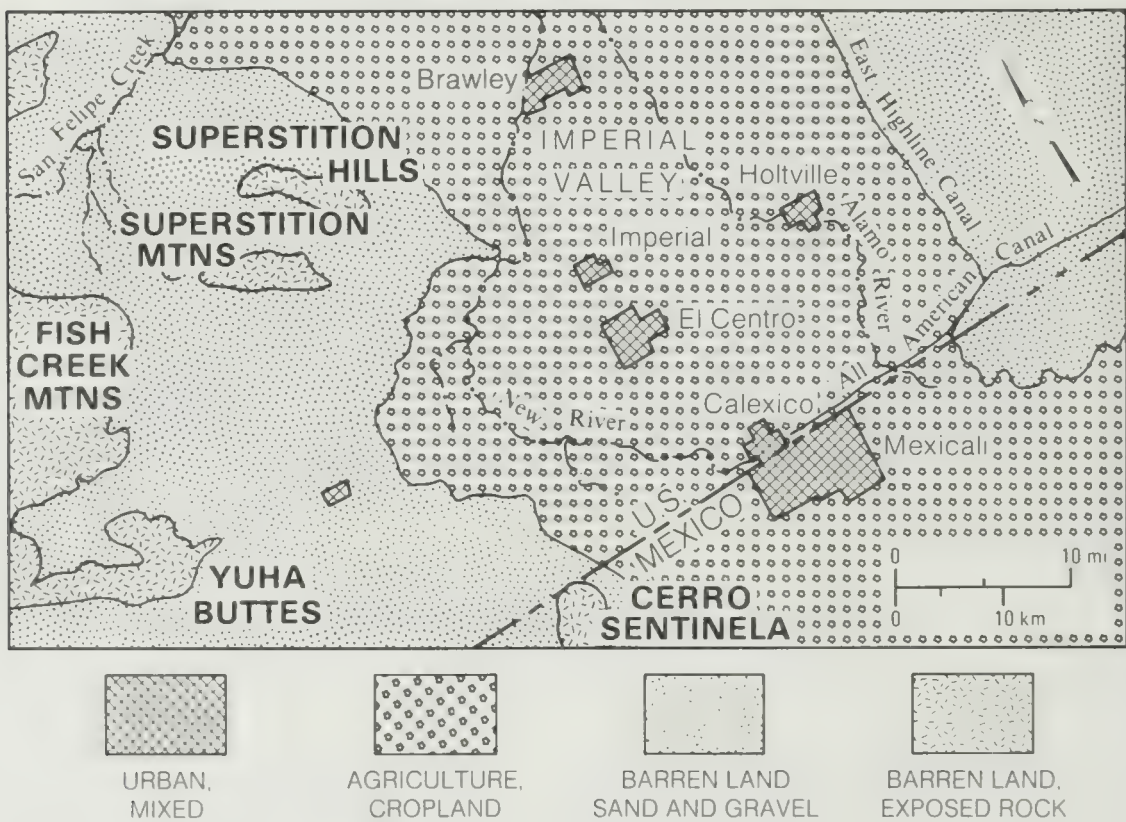 San Felipe Creek
SUPERSTITION
HILLS
SUPERSTITION
MTNS
FISH
CREEK
MTNS
YUHA
BUTTES
Brawley
IMPERIAL
VALLEY
Holtville
Imperial
El Centro
Alamo River
East Highline Canal
All American Canal
New River
Calexico
Mexicali
U.S.
MEXICO
CERRO
SENTINELA
0 10 mi
0 10 km
URBAN,
MIXED
AGRICULTURE,
CROPLAND
BARREN LAND
SAND AND GRAVEL
BARREN LAND,
EXPOSED ROCK